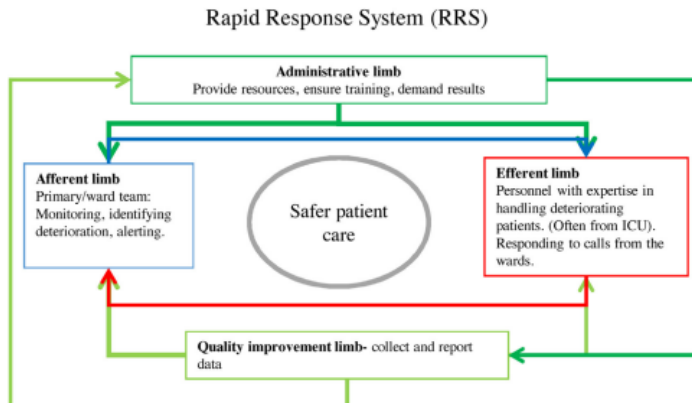 Rapid Response System (RRS)
Administrative limb
Provide resources, ensure training, demand results
Afferent limb
Primary/ward team:
Monitoring, identifying
deterioration, alerting.
Safer patient
care
Efferent limb
Personnel with expertise in
handling deteriorating
patients. (Often from ICU).
Responding to calls from the
wards.
Quality improvement limb- collect and report
data